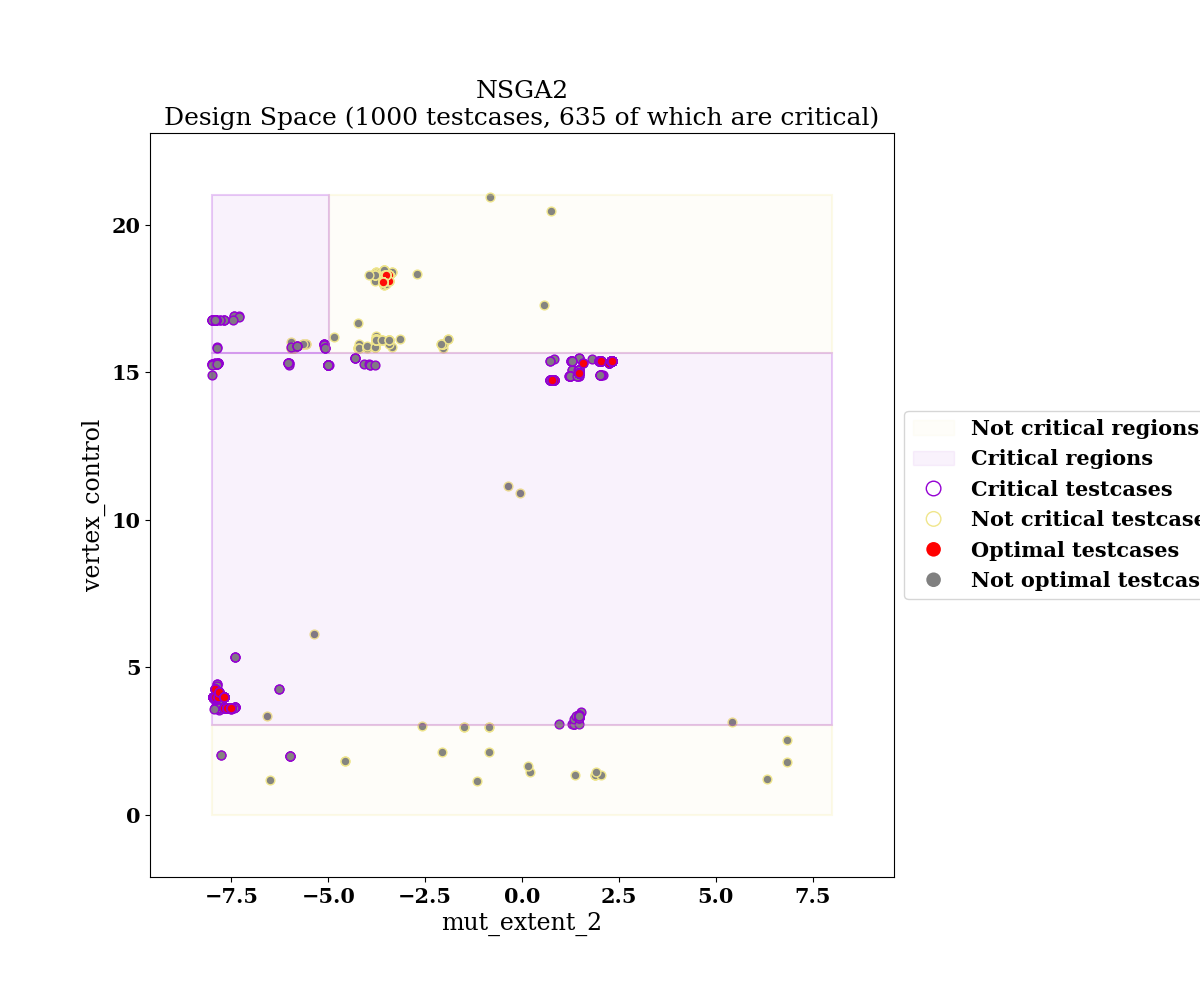 NSGA2
Design Space (1000 testcases, 635 of which are critical)
20
15
10
5
0
vertex_control
−7.5
−5.0
−2.5
0.0
2.5
5.0
7.5
mut_extent_2
Not critical regions
Critical regions
Critical testcases
Not critical testcase
Optimal testcases
Not optimal testcas